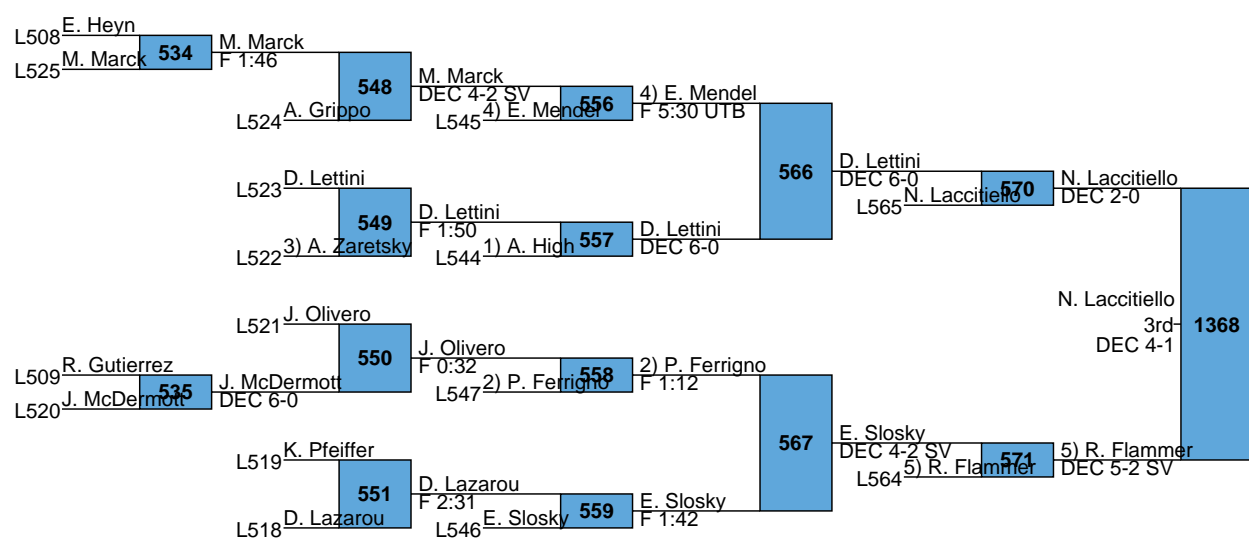 L508 E. Heyn
L525 M. Marck
534
M. Marck
F 1:46
L524 A. Grippo
548
M. Marck
DEC 4-2 SV
L545 4) E. Mendel
556
4) E. Mendel
F 5:30 UTB
L523 D. Lettini
L522 3) A. Zaretsky
549
D. Lettini
F 1:50
L544 1) A. High
557
D. Lettini
DEC 6-0
566
D. Lettini
DEC 6-0
L565 N. Laccitiello
570
N. Laccitiello
DEC 2-0
L521 J. Olivero
L509 R. Gutierrez
L520 J. McDermott
535
J. McDermott
DEC 6-0
550
J. Olivero
F 0:32
L547 2) P. Ferrigno
558
2) P. Ferrigno
F 1:12
L519 K. Pfeiffer
L518 D. Lazarou
551
D. Lazarou
F 2:31
L546 E. Slosky
559
E. Slosky
F 1:42
567
E. Slosky
DEC 4-2 SV
L564 5) R. Flammer
571
5) R. Flammer
DEC 5-2 SV
1368
N. Laccitiello
3rd
DEC 4-1